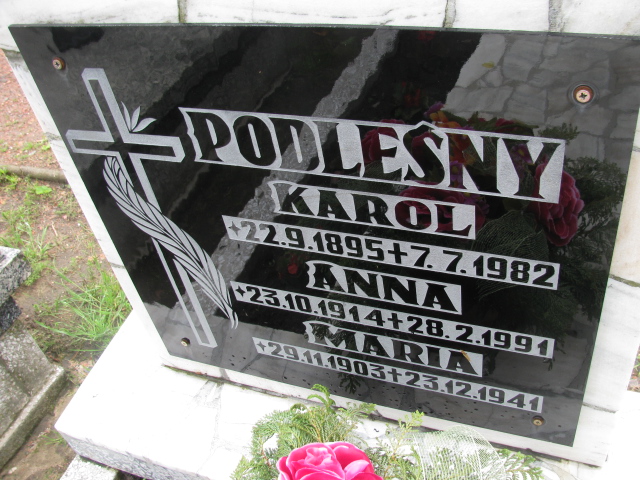 PODLEŚNY
KAROL
*22.9.1895+7.7.1982
ANNA
*23.10.1914+28.2.1991
MARIA
*29.11.1903+23.12.1941